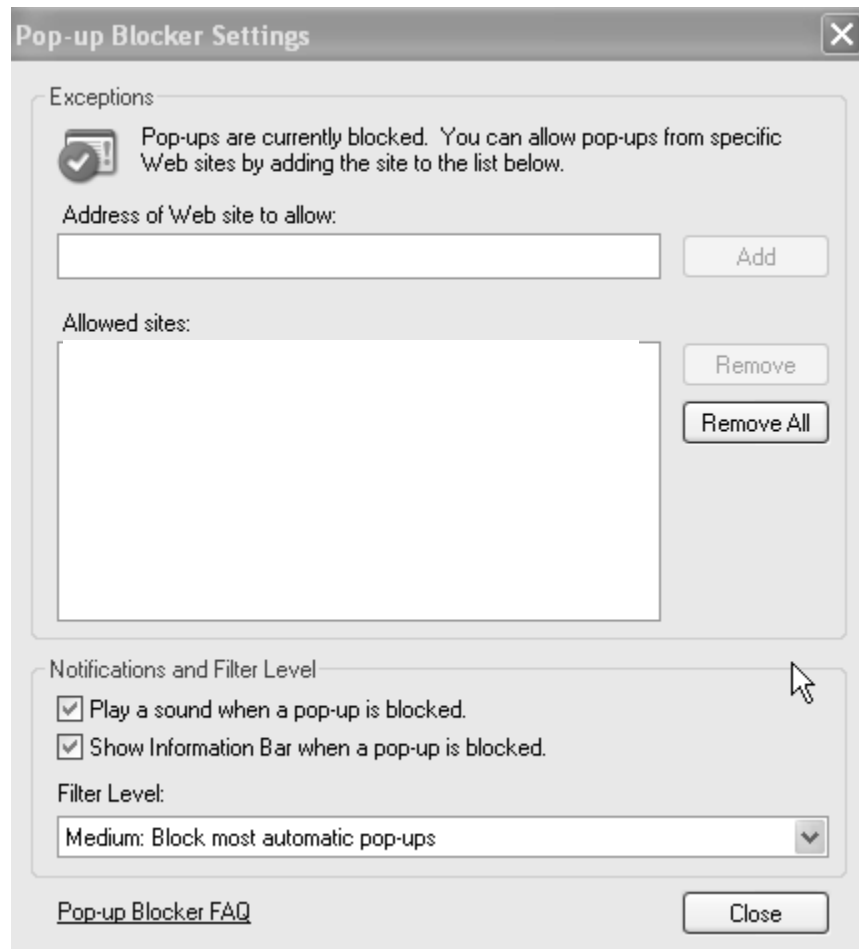 Pop-up Blocker Settings
Exceptions
Pop-ups are currently blocked. You can allow pop-ups from specific
Web sites by adding the site to the list below.
Address of Web site to allow:
Add
Allowed sites:
Remove
Remove All
Notifications and Filter Level
Play a sound when a pop-up is blocked.
Show Information Bar when a pop-up is blocked.
Filter Level:
Medium: Block most automatic pop-ups
Pop-up Blocker FAQ
Close